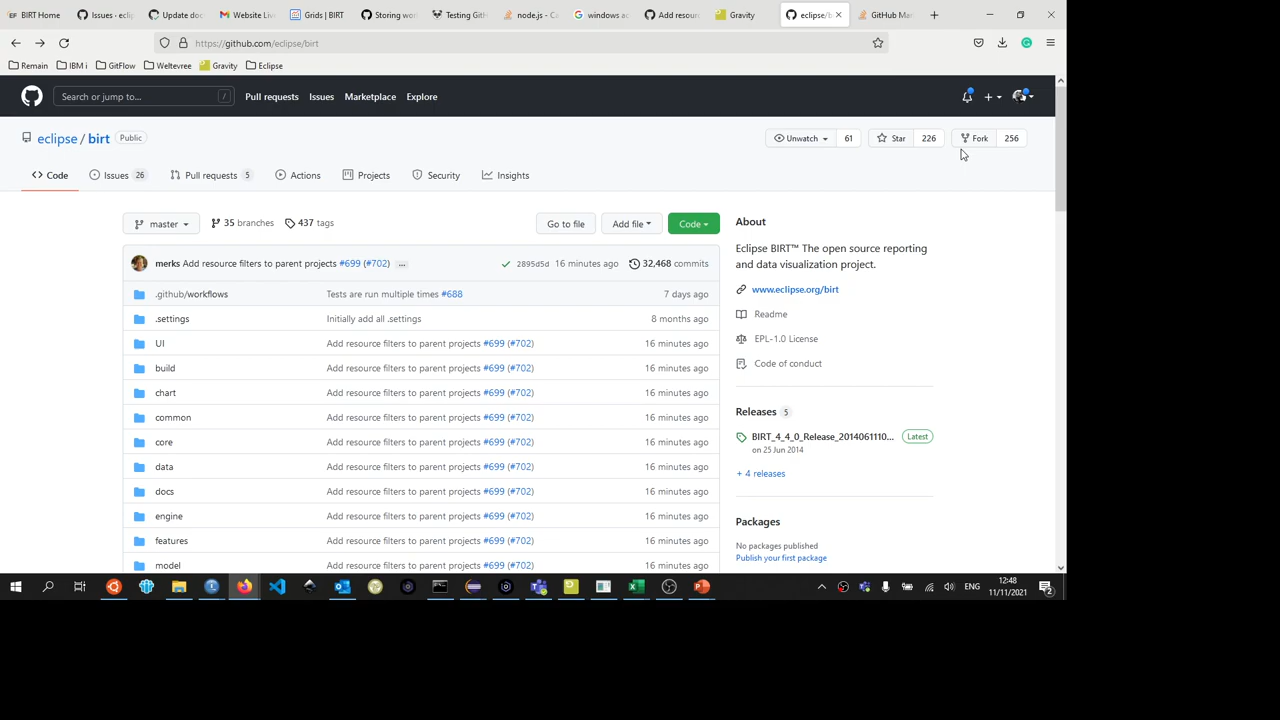 BIRT Home
Issues · ecli
Update doc
Website Liv
Grids | BIRT
Storing wor
Testing GitH
node.js - Ca
windows ac
Add resour
Gravity
eclipse/b
GitHub Ma
https://github.com/eclipse/birt
Remain
IBM i
GitFlow
Weltevree
Gravity
Eclipse
Search or jump to...
/
Pull requests
Issues
Marketplace
Explore
eclipse / birt
Public
Unwatch
61
Star
226
Fork
256
Code
Issues 26
Pull requests 5
Actions
Projects
Security
Insights
master
35 branches
437 tags
Go to file
Add file
Code
merks Add resource filters to parent projects #699 (#702) ...
2895d5d 16 minutes ago
32,468 commits
.github/workflows Tests are run multiple times #688 7 days ago
.settings Initially add all .settings 8 months ago
UI Add resource filters to parent projects #699 (#702) 16 minutes ago
build Add resource filters to parent projects #699 (#702) 16 minutes ago
chart Add resource filters to parent projects #699 (#702) 16 minutes ago
common Add resource filters to parent projects #699 (#702) 16 minutes ago
core Add resource filters to parent projects #699 (#702) 16 minutes ago
data Add resource filters to parent projects #699 (#702) 16 minutes ago
docs Add resource filters to parent projects #699 (#702) 16 minutes ago
engine Add resource filters to parent projects #699 (#702) 16 minutes ago
features Add resource filters to parent projects #699 (#702) 16 minutes ago
model Add resource filters to parent projects #699 (#702) 16 minutes ago
About
Eclipse BIRT™ The open source reporting
and data visualization project.
www.eclipse.org/birt
Readme
EPL-1.0 License
Code of conduct
Releases 5
BIRT_4_4_0_Release_2014061110... Latest
on 25 Jun 2014
+ 4 releases
Packages
No packages published
Publish your first package
ENG
12:48
11/11/2021
2